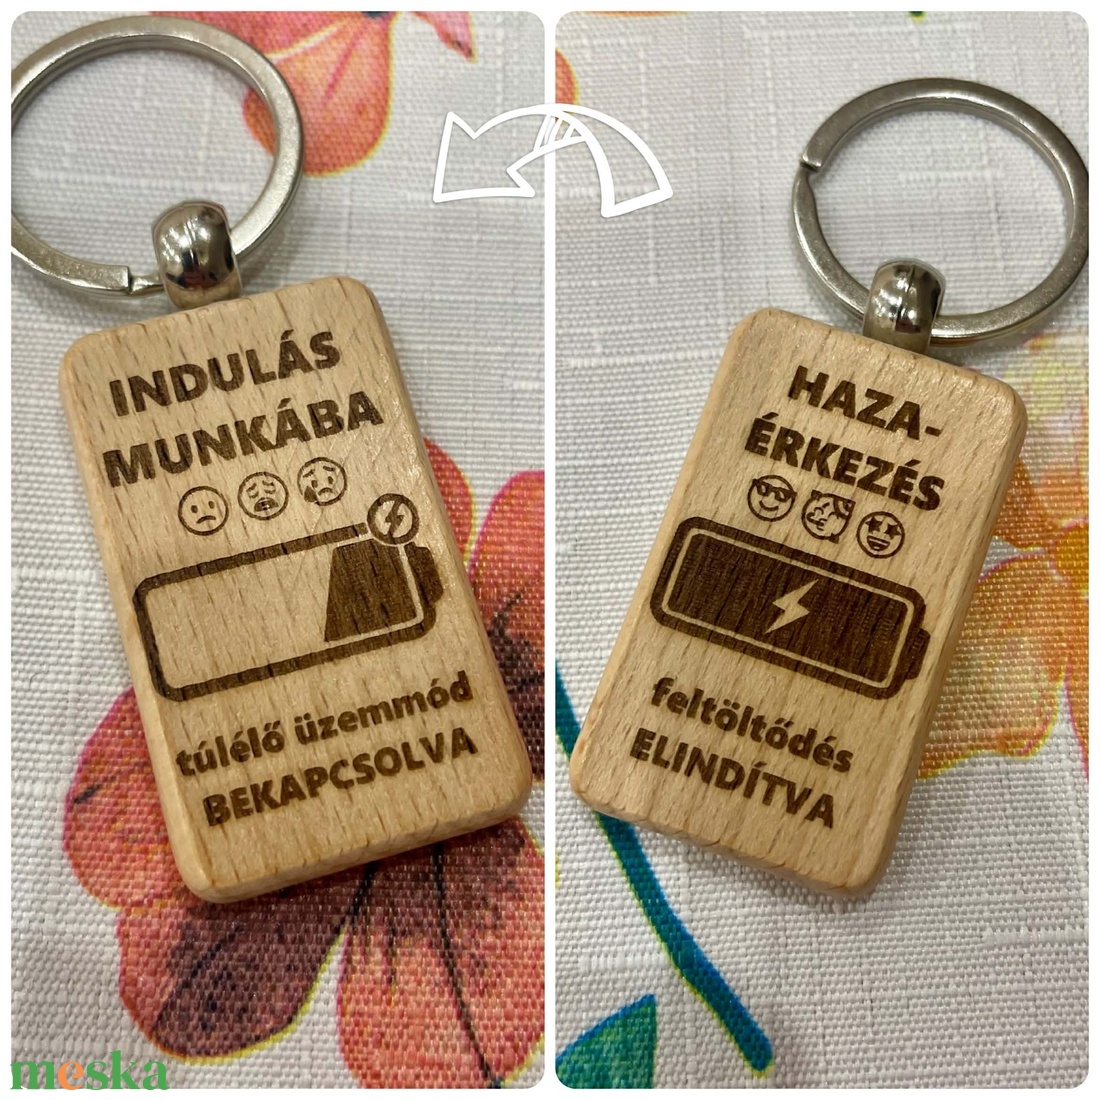 INDULÁS
MUNKÁBA
túlélő üzemmód
BEKAPCSOLVA
HAZA-
ÉRKEZÉS
feltöltődés
ELINDÍTVA
meska